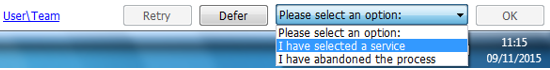 User\Team
Retry
Defer
Please select an option:
OK
Please select an option:
I have selected a service
I have abandoned the process
11:15
09/11/2015